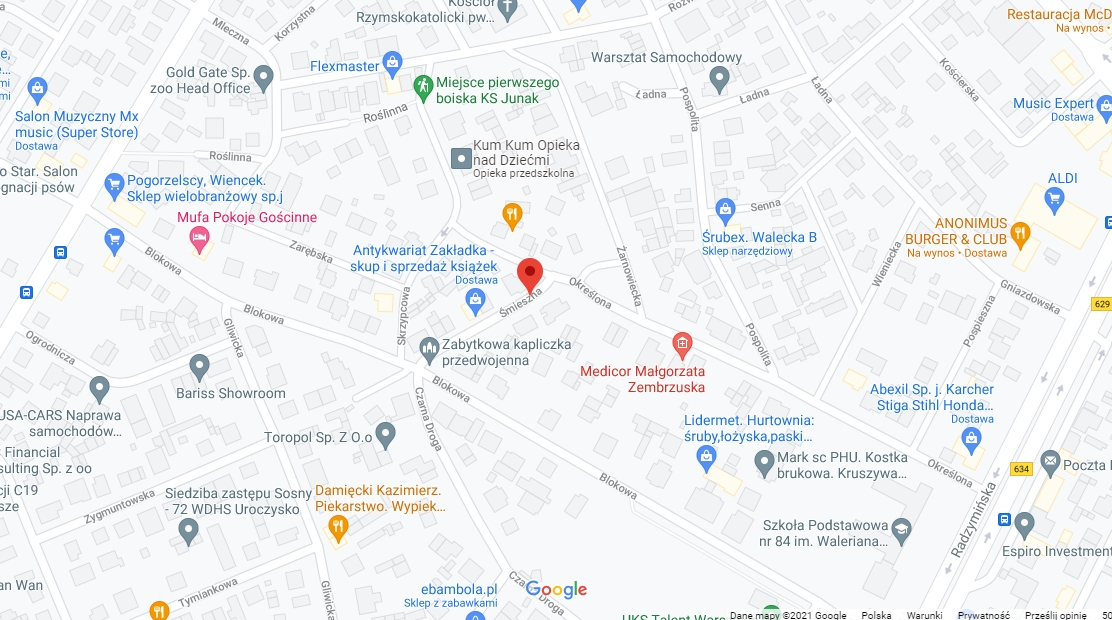 Kościół
Rzymskokatolicki pw...
Restauracja McD
Na wynos •
Mleczna
Korzystna
Flexmaster
Warsztat Samochodowy
Gold Gate Sp.
zoo Head Office
Miejsce pierwszego
boiska KS Junak
Ładna
Ładna
Ładna
Kościerska
Pospolita
Music Expert
Dostawa
Salon Muzyczny Mx
music (Super Store)
Dostawa
Roślinna
Roślinna
Kum Kum Opieka
nad Dziećmi
Opieka przedszkolna
o Star. Salon
gnacji psów
Pogorzelscy, Wiencek.
Sklep wielobranżowy sp.j
ALDI
Mufa Pokoje Gościnne
Senna
Śrubex. Walecka B
Sklep narzędziowy
ANONIMUS
BURGER & CLUB
Na wynos • Dostawa
Blokowa
Zarębska
Antykwariat Zakładka -
skup i sprzedaż książek
Dostawa
Żarnowiecka
Wieniecka
Śmieszna
Określona
Skrzypcowa
Gniazdowska
629
Blokowa
Gliwicka
Pospieszna
Pospolita
Ogrodnicza
Zabytkowa kapliczka
przedwojenna
Bariss Showroom
Medicor Małgorzata
Zembrzuska
Blokowa
Czarna Droga
Abexil Sp. j. Karcher
Stiga Stihl Honda...
Dostawa
USA-CARS Naprawa
samochodów...
Toropol Sp. Z O.o
Lidermet. Hurtownia:
śruby,łożyska,paski...
Financial
sulting Sp. z oo
Mark sc PHU. Kostka
brukowa. Kruszywa...
Określona
634
Poczta
cji C19
Siedziba zastępu Sosny
- 72 WDHS Uroczysko
Damięcki Kazimierz.
Piekarstwo. Wypiek...
Blokowa
Zygmuntowska
Radzymińska
Szkoła Podstawowa
nr 84 im. Waleriana...
Espiro Investment
an Wan
Tymiankowa
Gliwicka
ebambola.pl
Sklep z zabawkami
Czarna Droga
Google
UKS Talent Wars
Dane mapy ©2021 Google Polska Warunki Prywatność Prześlij opinię 50